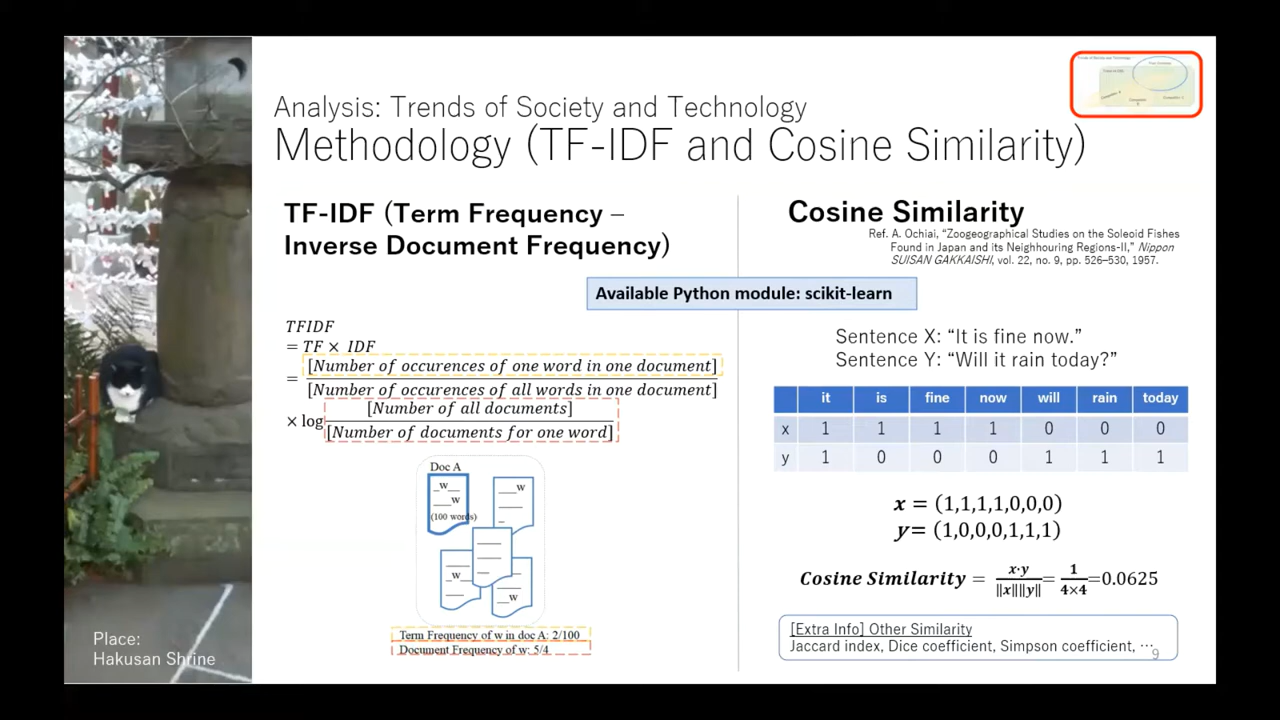 Analysis: Trends of Society and Technology
Methodology (TF-IDF and Cosine Similarity)
TF-IDF (Term Frequency –
Inverse Document Frequency)
Cosine Similarity
Ref. A. Ochiai, “Zoogeographical Studies on the Soleoid Fishes
Found in Japan and its Neighbouring Regions-II,” Nippon
SUISAN GAKKAISHI, vol. 22, no. 9, pp. 526–530, 1957.
Available Python module: scikit-learn
TFIDF
= TF × IDF
= [Number of occurences of one word in one document]
[Number of occurences of all words in one document]
× log [Number of all documents]
[Number of documents for one word]
Doc A
_w__
___w
(100 words)
___w
__w__
__w
Term Frequency of w in doc A: 2/100
Document Frequency of w: 5/4
Sentence X: “It is fine now.”
Sentence Y: “Will it rain today?”
it is fine now will rain today
x 1 1 1 1 0 0 0
y 1 0 0 0 1 1 1
x = (1,1,1,1,0,0,0)
y= (1,0,0,0,1,1,1)
Cosine Similarity = x·y / ‖x‖‖y‖ = 1 / 4×4 =0.0625
[Extra Info] Other Similarity
Jaccard index, Dice coefficient, Simpson coefficient, ⋯
9
Place:
Hakusan Shrine